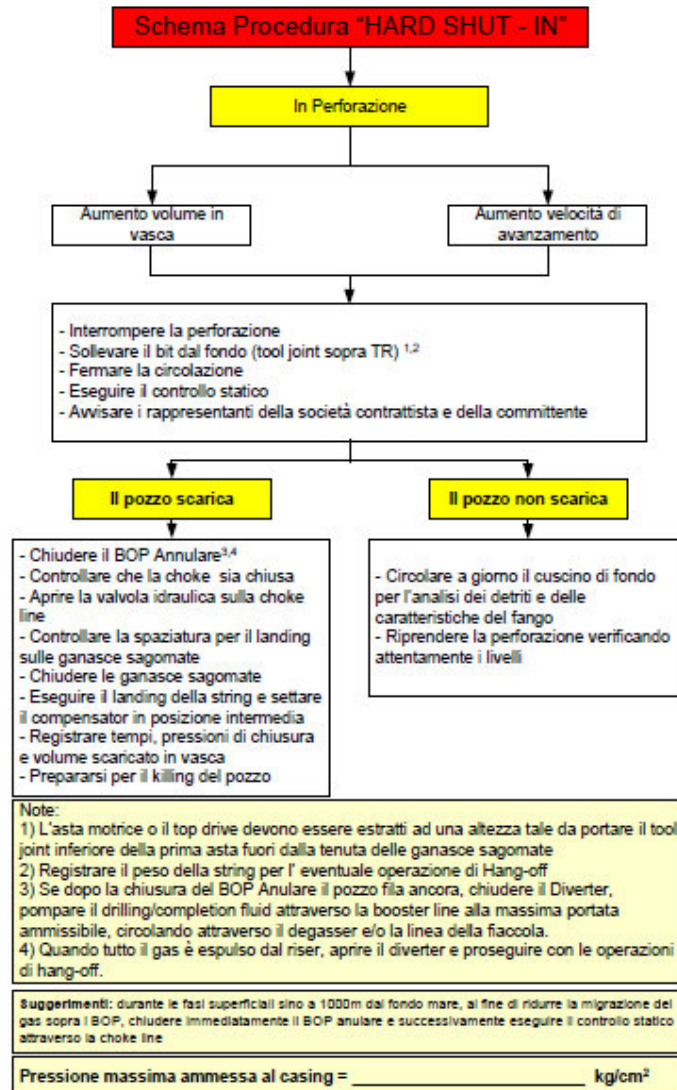 Schema Procedura “HARD SHUT - IN”
In Perforazione
Aumento volume in
vasca
Aumento velocità di
avanzamento
- Interrompere la perforazione
- Sollevare il bit dal fondo (tool joint sopra TR) 1,2
- Fermare la circolazione
- Eseguire il controllo statico
- Avvisare i rappresentanti della società contrattista e della committente
Il pozzo scarica
Il pozzo non scarica
- Chiudere il BOP Annulare3,4
- Controllare che la choke sia chiusa
- Aprire la valvola idraulica sulla choke
line
- Controllare la spaziatura per il landing
sulle ganasce sagomate
- Chiudere le ganasce sagomate
- Eseguire il landing della string e settare
il compensator in posizione intermedia
- Registrare tempi, pressioni di chiusura
e volume scaricato in vasca
- Prepararsi per il killing del pozzo
- Circolare a giorno il cuscino di fondo
per l'analisi dei detriti e delle
caratteristiche del fango
- Riprendere la perforazione verificando
attentamente i livelli
Note:
1) L'asta motrice o il top drive devono essere estratti ad una altezza tale da portare il tool
joint inferiore della prima asta fuori dalla tenuta delle ganasce sagomate
2) Registrare il peso della string per l' eventuale operazione di Hang-off
3) Se dopo la chiusura del BOP Anulare il pozzo fila ancora, chiudere il Diverter,
pompare il drilling/completion fluid attraverso la booster line alla massima portata
ammissibile, circolando attraverso il degasser e/o la linea della fiaccola.
4) Quando tutto il gas è espulso dal riser, aprire il diverter e proseguire con le operazioni
di hang-off.
Suggerimenti: durante le fasi superficiali sino a 1000m dal fondo mare, al fine di ridurre la migrazione del
gas sopra i BOP, chiudere immediatamente il BOP anulare e successivamente eseguire il controllo statico
attraverso la choke line
Pressione massima ammessa al casing = ______________________ kg/cm2